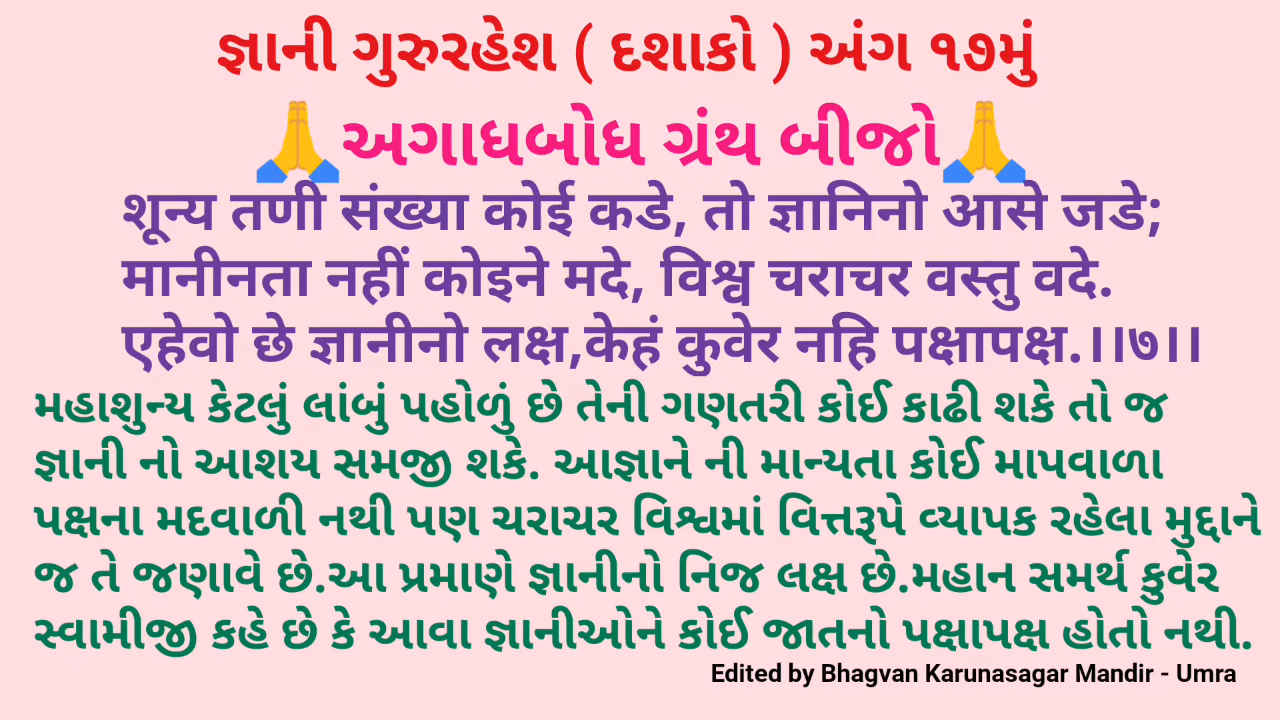 જ્ઞાની ગુરુરહેશ ( દશાકો ) અંગ ૧૭મું
🙏અગાધબોધ ગ્રંથ બીજો🙏
शून्य तणी संख्या कोई कडे, तो ज्ञानिनो आसे जडे;
मानीनता नहीं कोइने मदे, विश्व चराचर वस्तु वदे.
एहेवो छे ज्ञानीनो लक्ष,केहं कुवेर नहि पक्षापक्ष.।।७।।
મહાશુન્ય કેટલું લાંબું પહોળું છે તેની ગણતરી કોઈ કાઢી શકે તો જ
જ્ઞાની નો આશય સમજી શકે. આજ્ઞાને ની માન્યતા કોઈ માપવાળા
પક્ષના મદવાળી નથી પણ ચરાચર વિશ્વમાં વિત્તરૂપે વ્યાપક રહેલા મુદ્દાને
જ તે જણાવે છે.આ પ્રમાણે જ્ઞાનીનો નિજ લક્ષ છે.મહાન સમર્થ કુવેર
સ્વામીજી કહે છે કે આવા જ્ઞાનીઓને કોઈ જાતનો પક્ષાપક્ષ હોતો નથી.
Edited by Bhagvan Karunasagar Mandir - Umra